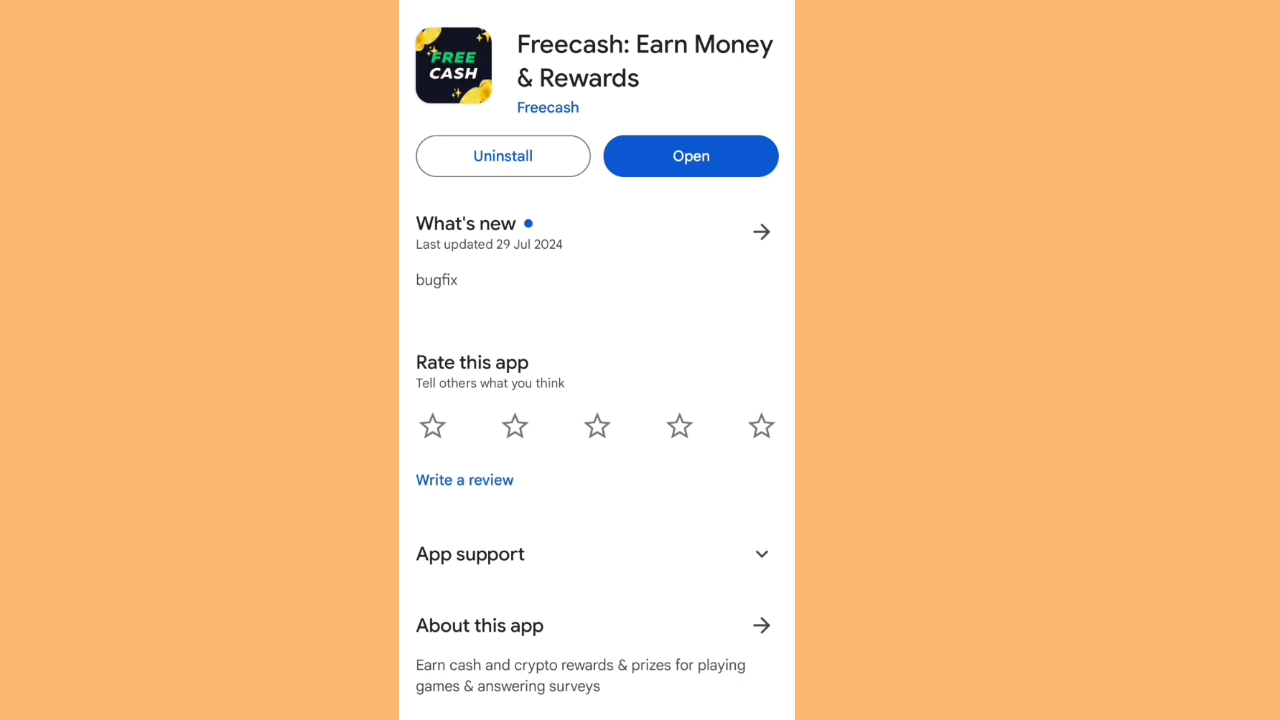 FREE
CASH
Freecash: Earn Money
& Rewards
Freecash
Uninstall
Open
What's new
Last updated 29 Jul 2024
bugfix
Rate this app
Tell others what you think
Write a review
App support
About this app
Earn cash and crypto rewards & prizes for playing
games & answering surveys